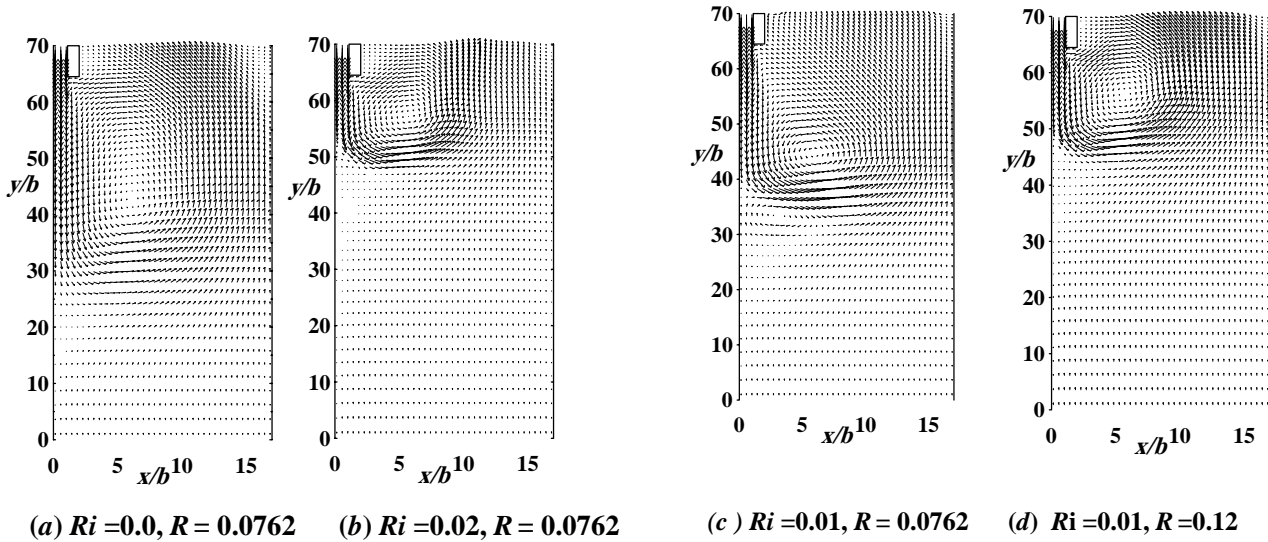 70
60
50
y/b
40
30
20
10
0
0 5 10 15
x/b
(a) Ri =0.0, R = 0.0762
70
60
50
y/b
40
30
20
10
0
0 5 10 15
x/b
(b) Ri =0.02, R = 0.0762
70
60
50
y/b
40
30
20
10
0
0 5 10 15
x/b
(c ) Ri =0.01, R = 0.0762
70
60
50
y/b
40
30
20
10
0
0 5 10 15
x/b
(d) Ri =0.01, R=0.12